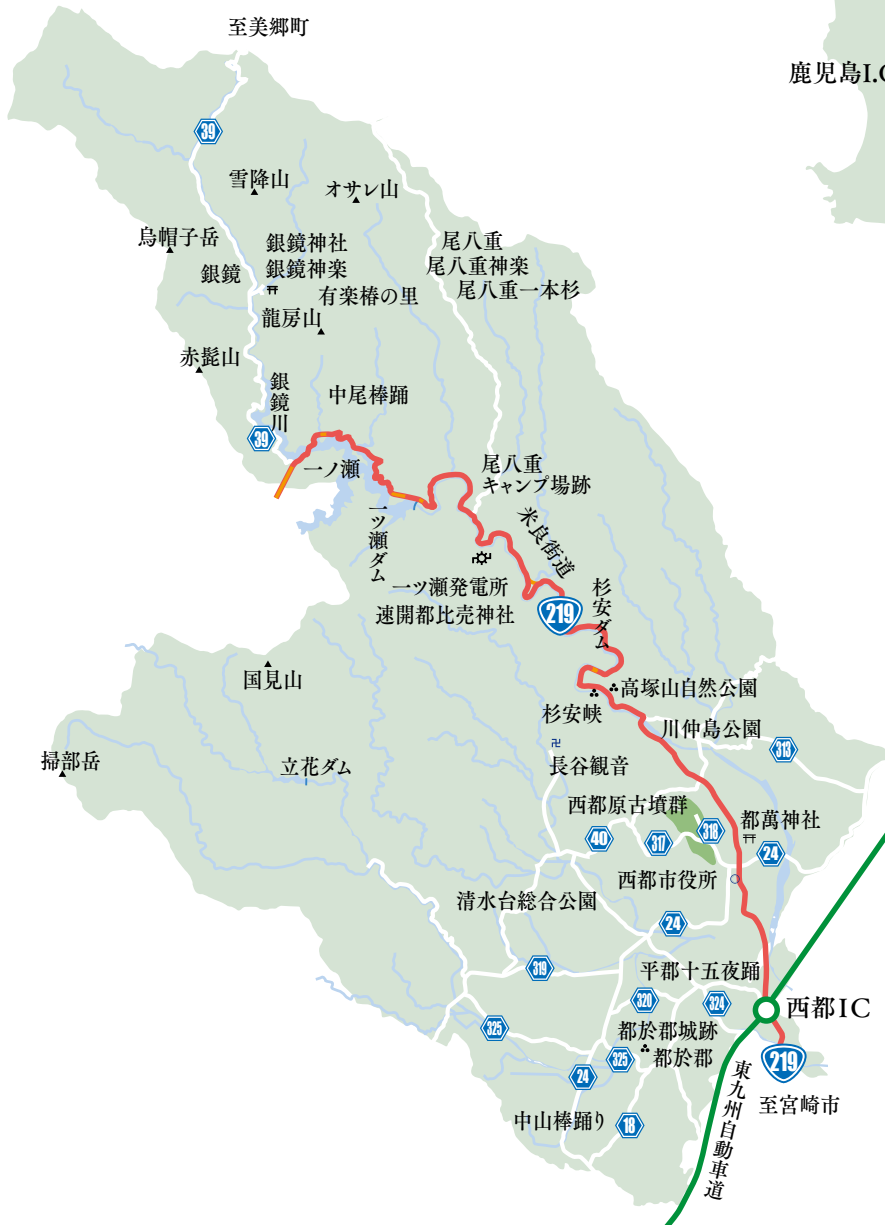 至美郷町
鹿児島I.C
39
雪降山
オサレ山
烏帽子岳
銀鏡
銀鏡神社
銀鏡神楽
尾八重
尾八重神楽
尾八重一本杉
有楽椿の里
龍房山
赤髭山
銀鏡川
中尾棒踊
39
一ノ瀬
尾八重
キャンプ場跡
一ツ瀬ダム
米良街道
一ツ瀬発電所
速開都比売神社
219
杉安ダム
国見山
高塚山自然公園
杉安峡
川仲島公園
313
掃部岳
立花ダム
長谷観音
西都原古墳群
318
都萬神社
40
317
24
西都市役所
清水台総合公園
24
319
平郡十五夜踊
320
324
西都IC
325
都於郡城跡
325
都於郡
219
24
東九州自動車道
至宮崎市
中山棒踊り
18